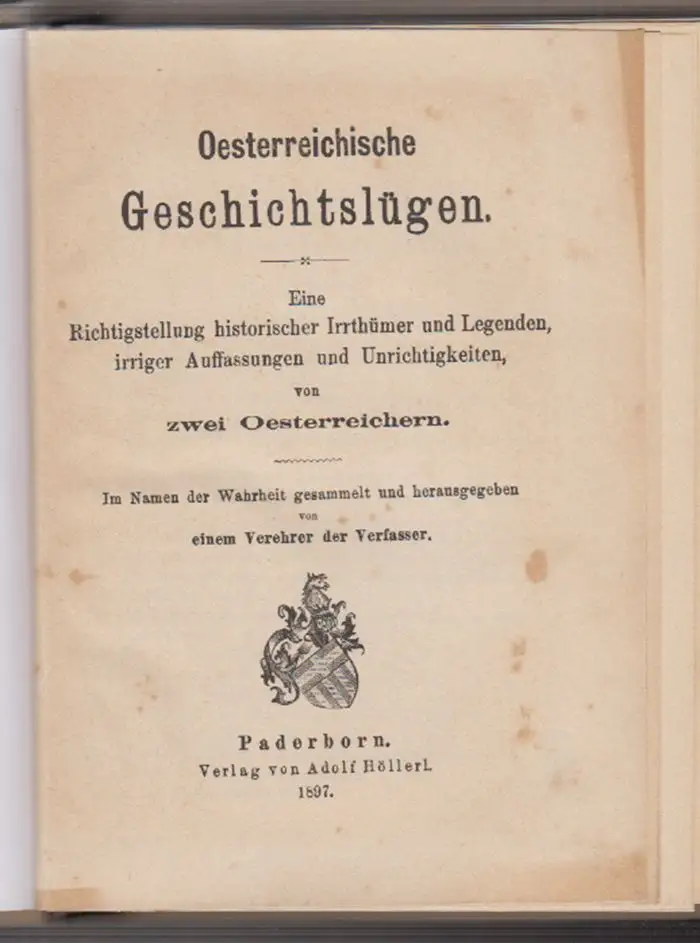 Oesterreichische
Geschichtslügen.
Eine
Richtigstellung historischer Irrthümer und Legenden,
irriger Auffassungen und Unrichtigkeiten,
von
zwei Oesterreichern.
Im Namen der Wahrheit gesammelt und herausgegeben
von
einem Verehrer der Verfasser.
Paderborn.
Verlag von Adolf Höllerl.
1897.